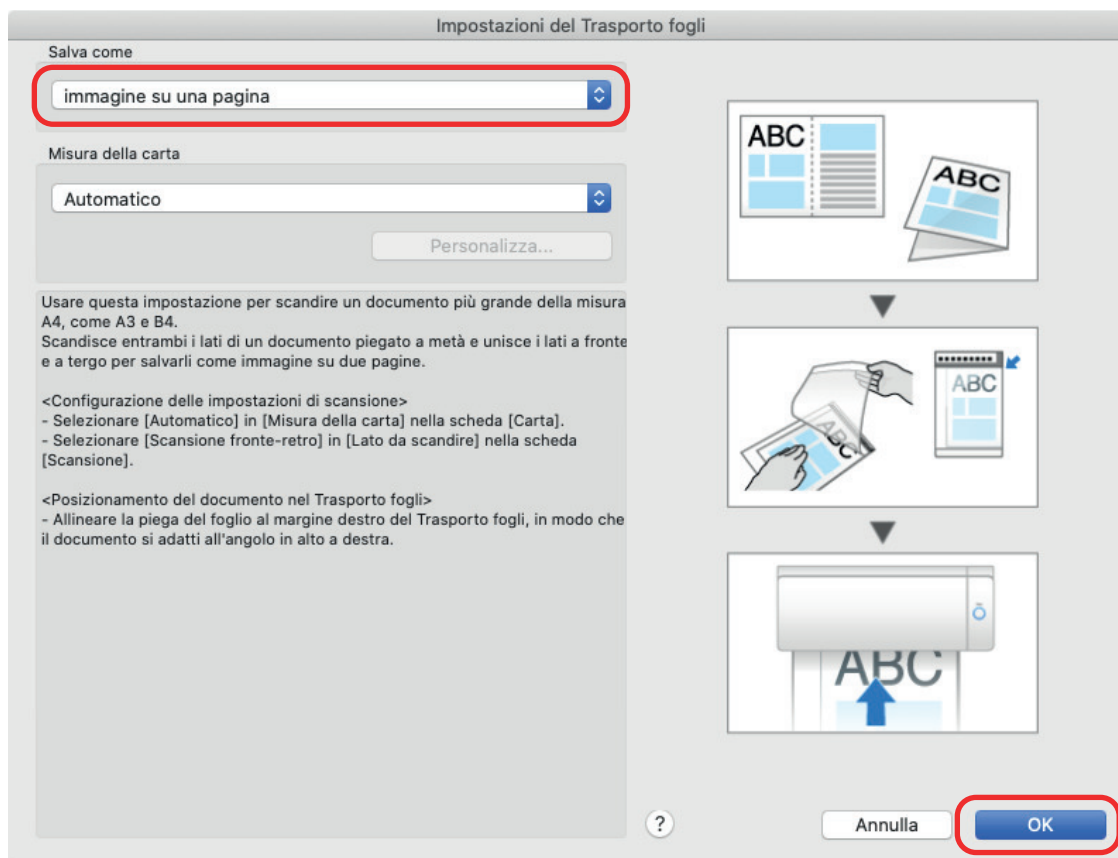 Impostazioni del Trasporto fogli
Salva come
immagine su una pagina
Misura della carta
Automatico
Personalizza...
Usare questa impostazione per scandire un documento più grande della misura
A4, come A3 e B4.
Scandisce entrambi i lati di un documento piegato a metà e unisce i lati a fronte
e a tergo per salvarli come immagine su due pagine.
<Configurazione delle impostazioni di scansione>
- Selezionare [Automatico] in [Misura della carta] nella scheda [Carta].
- Selezionare [Scansione fronte-retro] in [Lato da scandire] nella scheda
[Scansione].
<Posizionamento del documento nel Trasporto fogli>
- Allineare la piega del foglio al margine destro del Trasporto fogli, in modo che
il documento si adatti all'angolo in alto a destra.
ABC
ABC
ABC
ABC
ABC
?
Annulla
OK